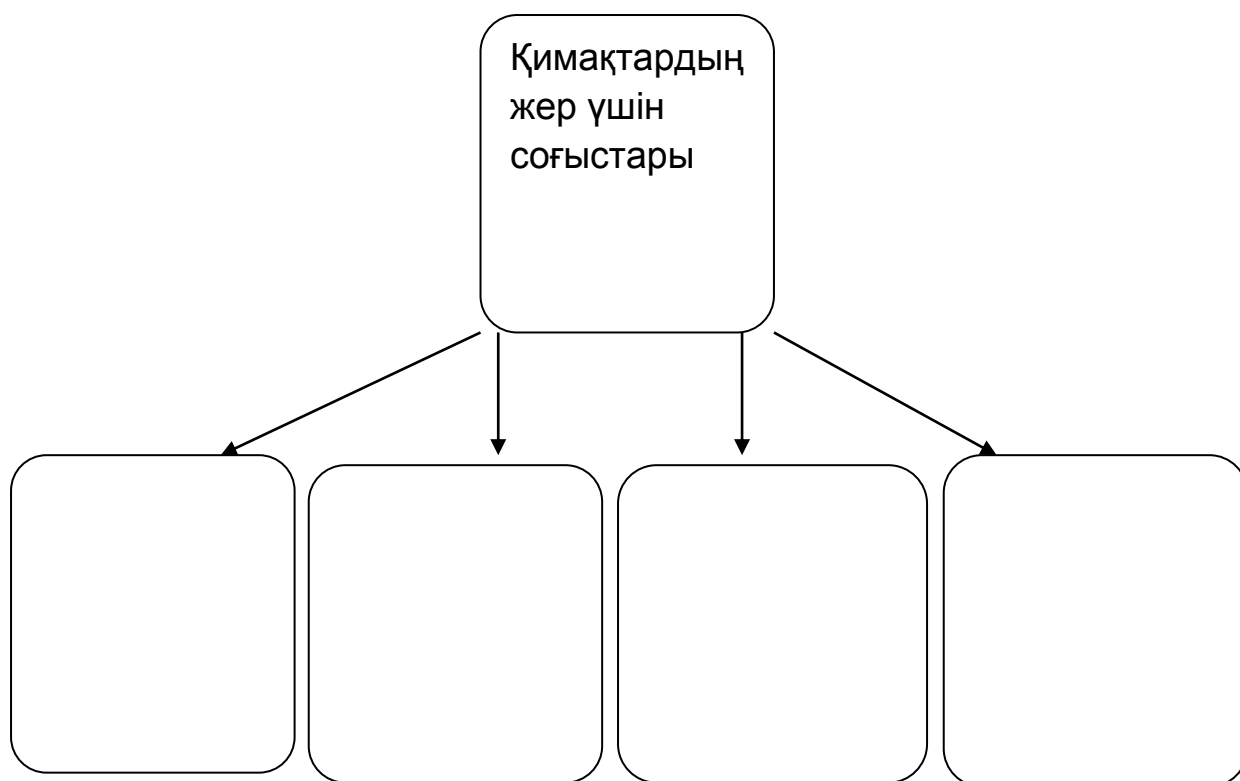 Қимақтардың
жер үшін
соғыстары